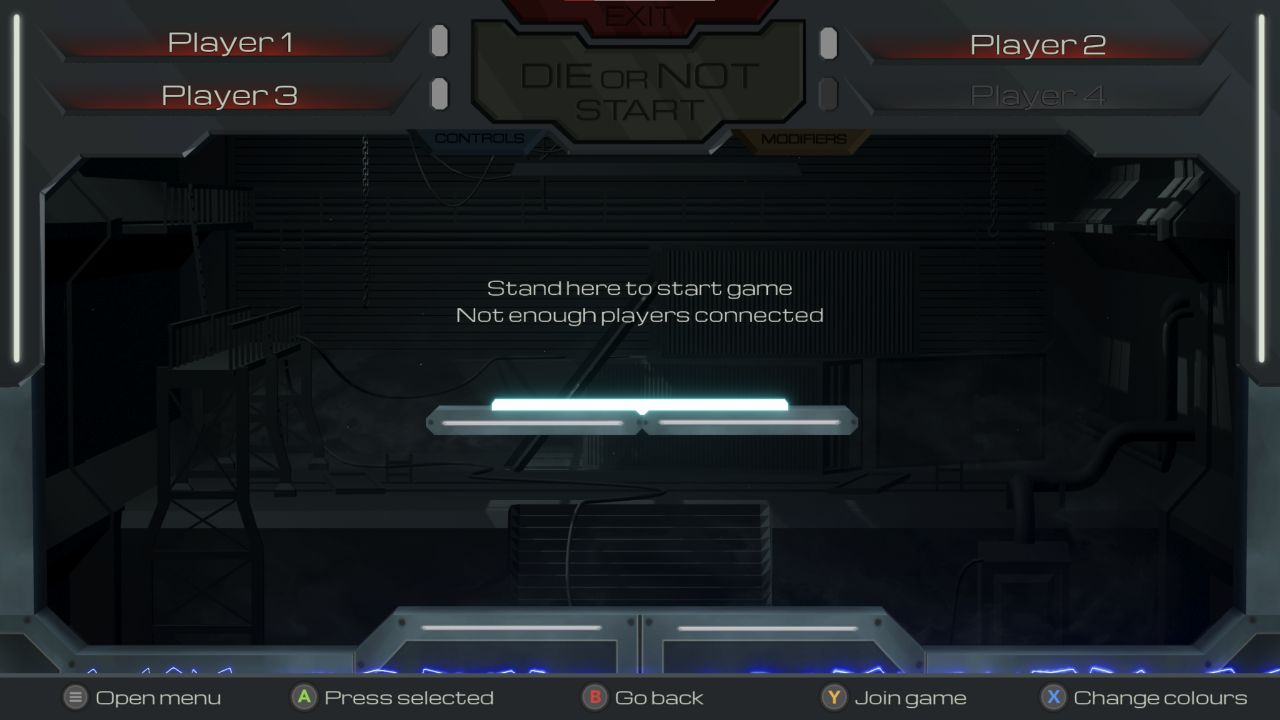 EXIT
Player 1
Player 2
DIE OR NOT
START
Player 3
Player 4
CONTROLS
MODIFIERS
Stand here to start game
Not enough players connected
Open menu
A Press selected
B Go back
Y Join game
X Change colours